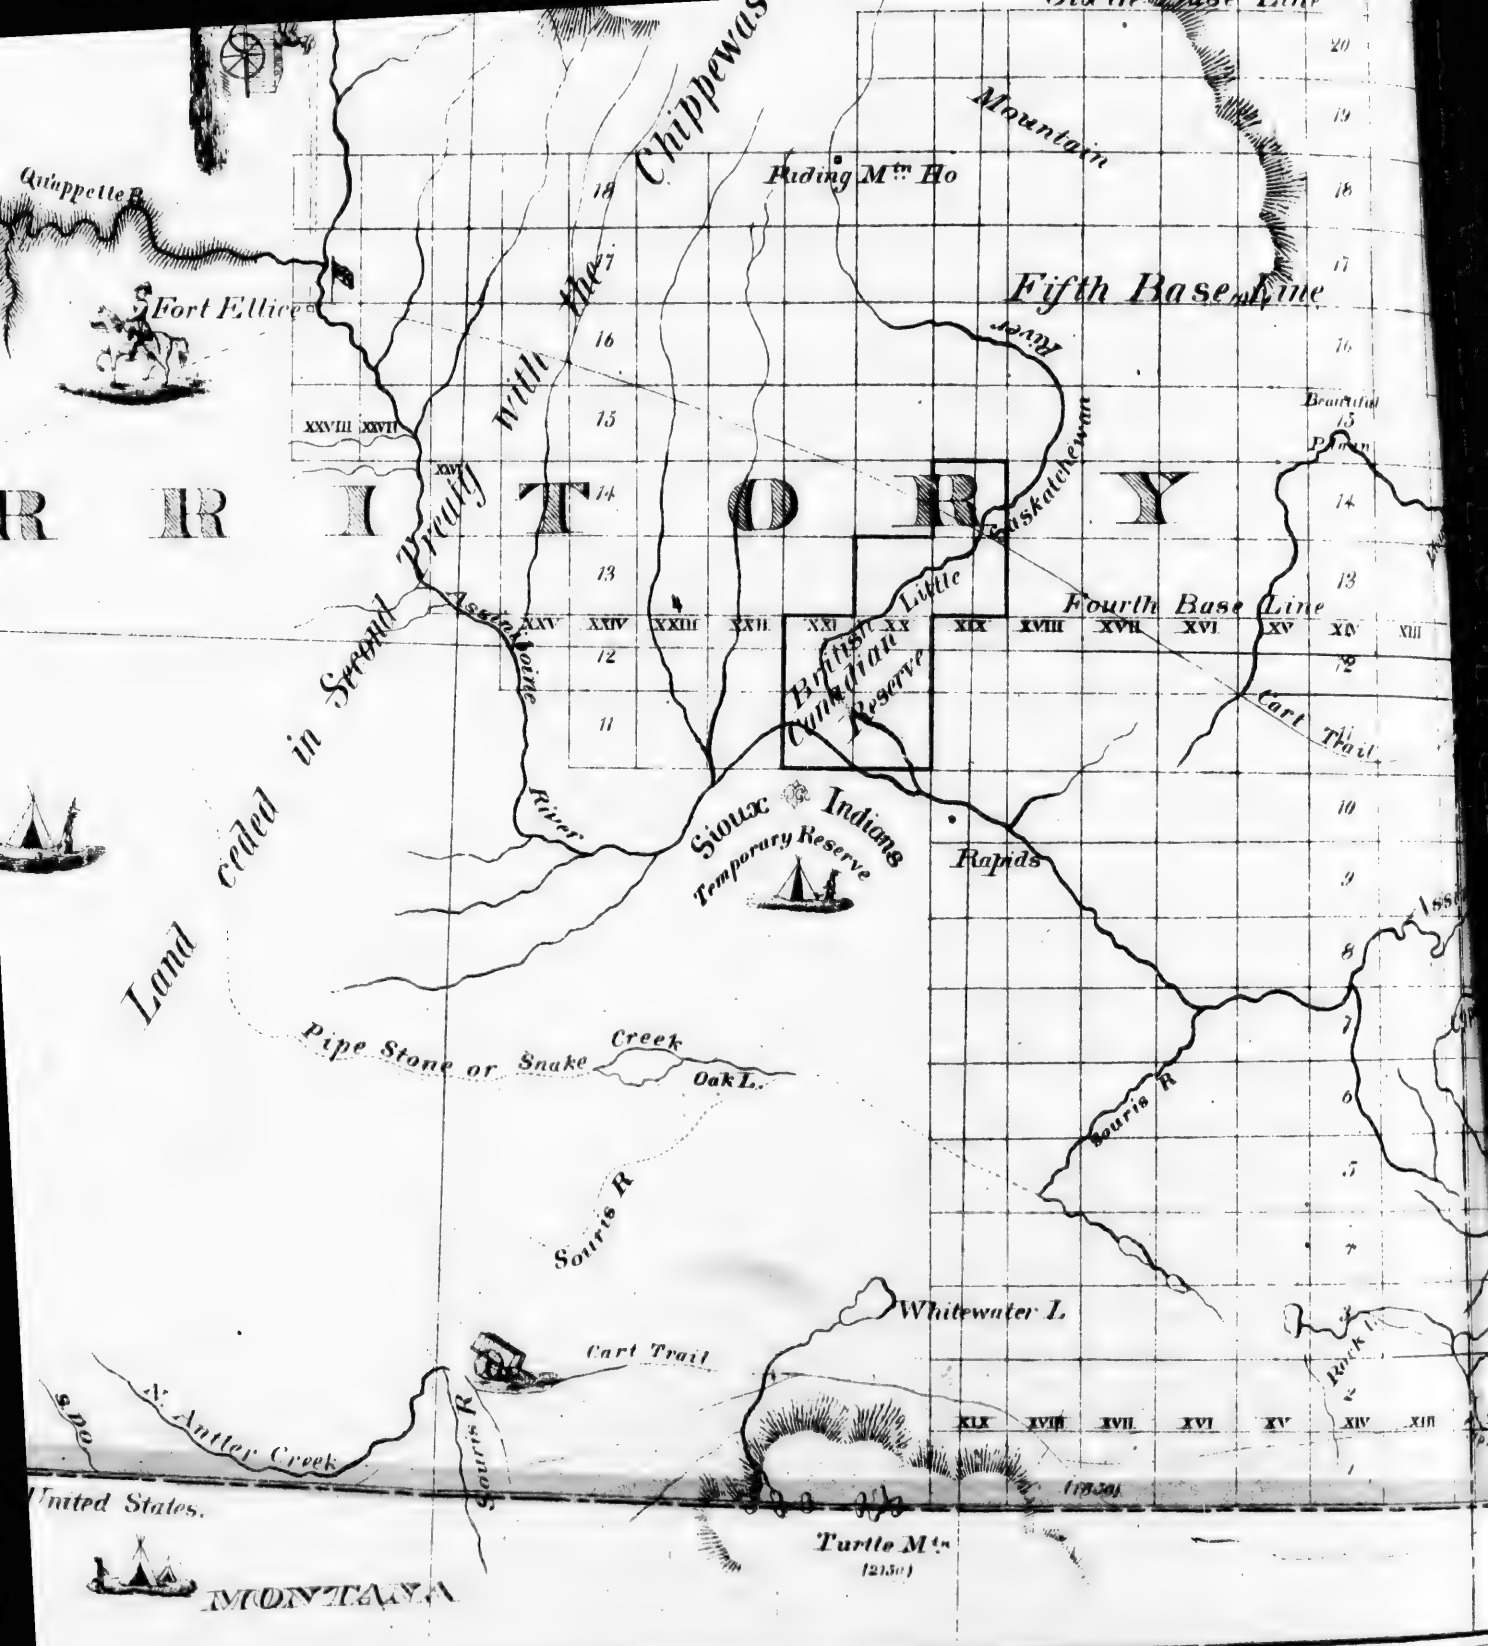 20
19
Chippewas
Mountain
Riding Mtn Ho
18
18
Qu'appelle R
17
17
the
Fifth Base Line
Fort Ellice
16
16
River
with
Beautiful
15
15
Plain
XXVIII XXVII
XXVI
Treaty
R R I T O R Y
14
14
Saskatchewan
13
13
Little
Fourth Base Line
Assiniboine
4
XXV XXIV XXIII XXII XXI XX XIX XVIII XVII XVI XV XIV XIII
12
12
British
Canadian
Reserve
Second
in
11
Cart Trail
ceded
River
10
Sioux Indians
Temporary Reserve
Rapids
9
Land
8
7
Pipe Stone or Snake Creek
Oak L.
6
Souris R
5
Souris R
4
Whitewater L
3
Cart Trail
Rock L
2
N. Antler Creek
S. Do
Souris R
XIX XVIII XVII XVI XV XIV XIII
1
United States.
Turtle Mtn
MONTANA